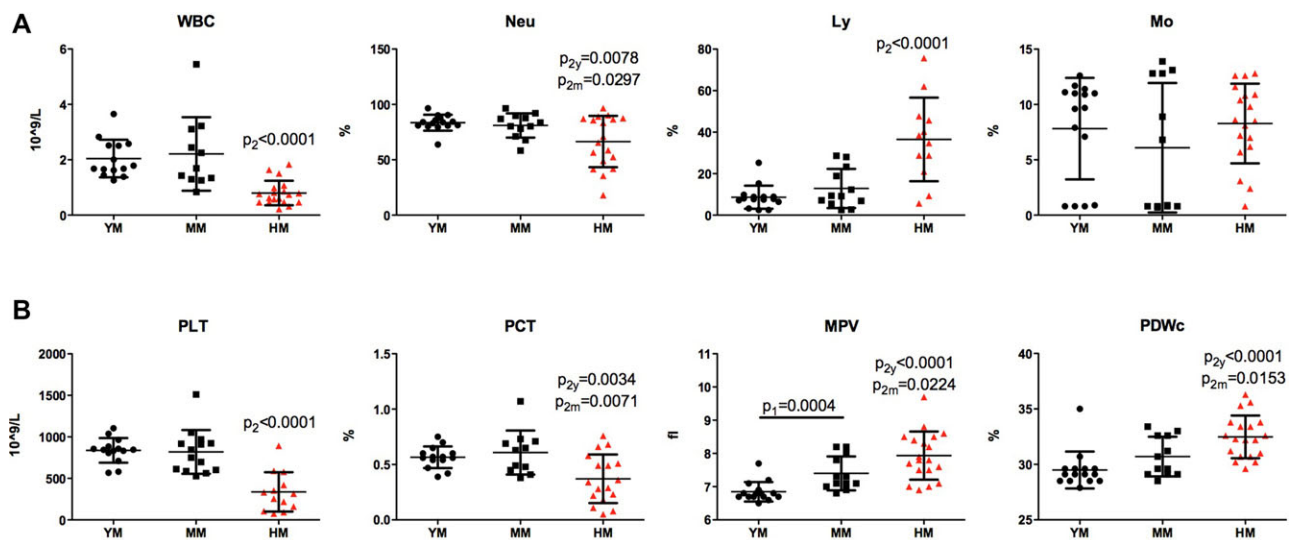 A
WBC
10^9/L
6
4
2
0
p2<0.0001
YM
MM
HM
Neu
%
150
100
50
0
p2y=0.0078
p2m=0.0297
YM
MM
HM
Ly
%
80
60
40
20
0
p2<0.0001
YM
MM
HM
Mo
%
15
10
5
0
YM
MM
HM
B
PLT
10^9/L
2000
1500
1000
500
0
p2<0.0001
YM
MM
HM
PCT
%
1.5
1.0
0.5
0.0
p2y=0.0034
p2m=0.0071
YM
MM
HM
MPV
fl
11
10
9
8
7
6
p1=0.0004
p2y<0.0001
p2m=0.0224
YM
MM
HM
PDWc
%
40
35
30
25
p2y<0.0001
p2m=0.0153
YM
MM
HM